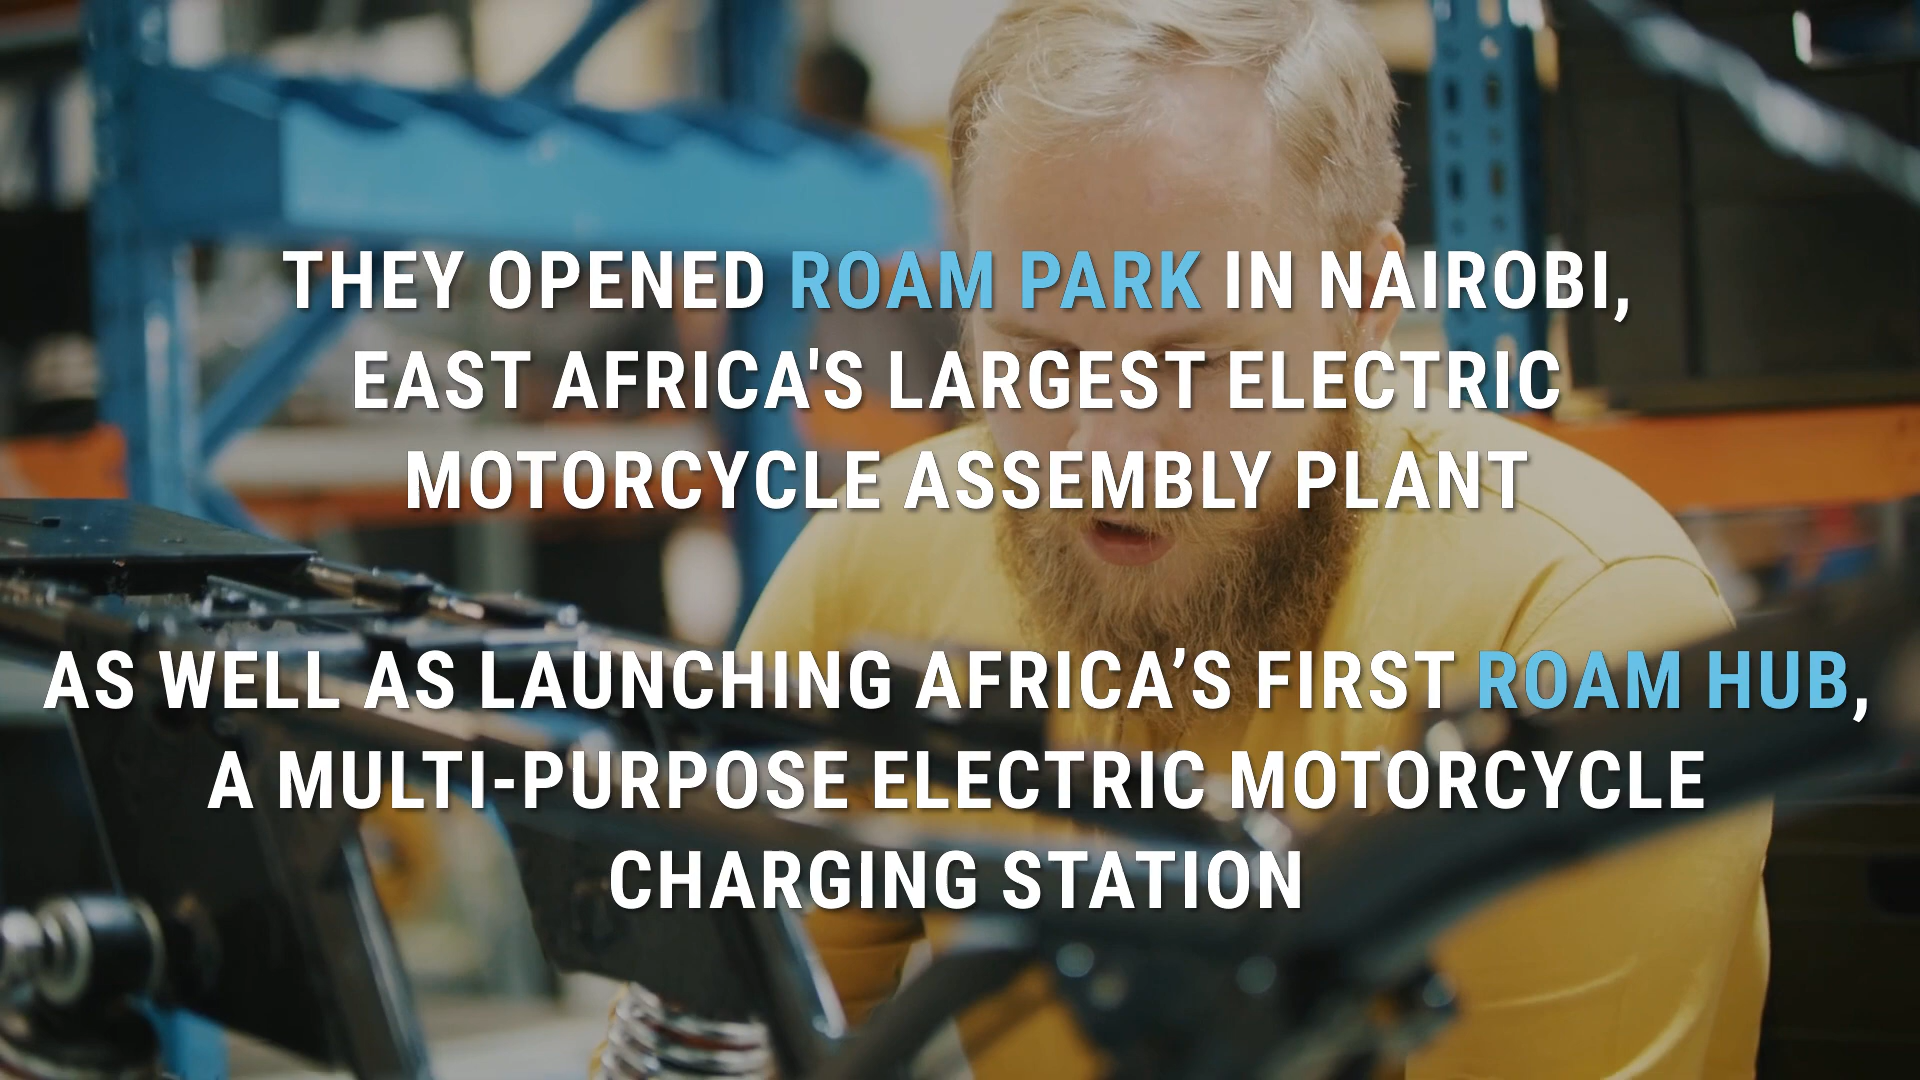 THEY OPENED ROAM PARK IN NAIROBI,
EAST AFRICA'S LARGEST ELECTRIC
MOTORCYCLE ASSEMBLY PLANT
AS WELL AS LAUNCHING AFRICA’S FIRST ROAM HUB,
A MULTI-PURPOSE ELECTRIC MOTORCYCLE
CHARGING STATION